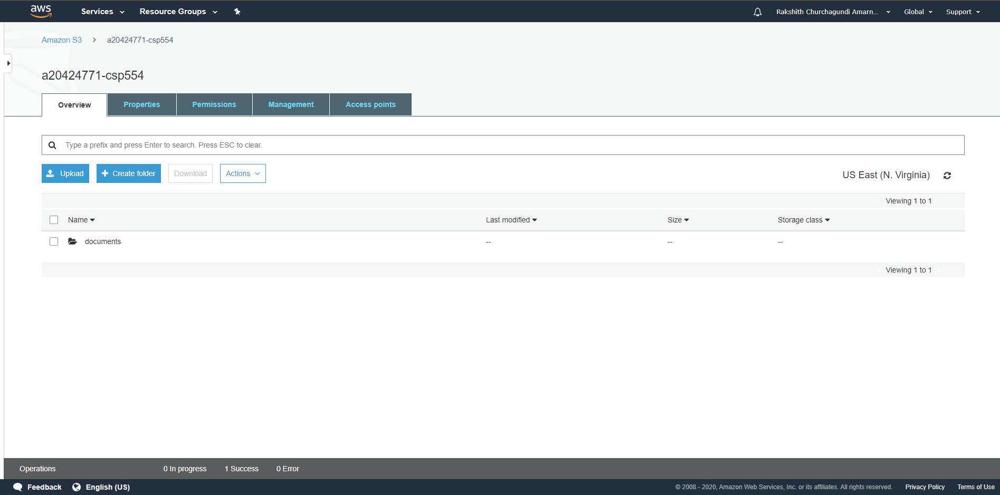 aws Services Resource Groups Rakshith Churchagundi Amarn... Global Support
Amazon S3 > a20424771-csp554
a20424771-csp554
Overview Properties Permissions Management Access points
Type a prefix and press Enter to search. Press ESC to clear.
Upload Create folder Download Actions US East (N. Virginia)
Viewing 1 to 1
Name Last modified Size Storage class
documents -- -- --
Viewing 1 to 1
Operations 0 In progress 1 Success 0 Error
Feedback English (US) © 2008 - 2020, Amazon Web Services, Inc. or its affiliates. All rights reserved. Privacy Policy Terms of Use